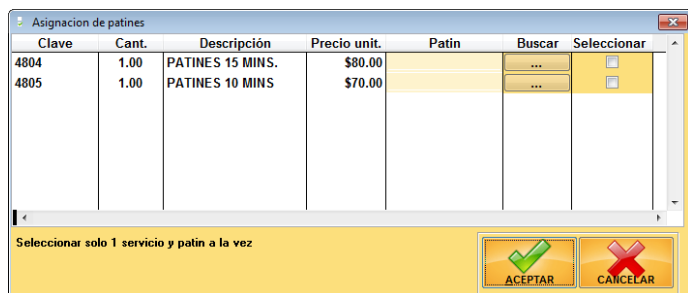 Asignacion de patines
Clave Cant. Descripción Precio unit. Patin Buscar Seleccionar
4804 1.00 PATINES 15 MINS. $80.00 ...
4805 1.00 PATINES 10 MINS $70.00 ...
Seleccionar solo 1 servicio y patin a la vez
ACEPTAR CANCELAR